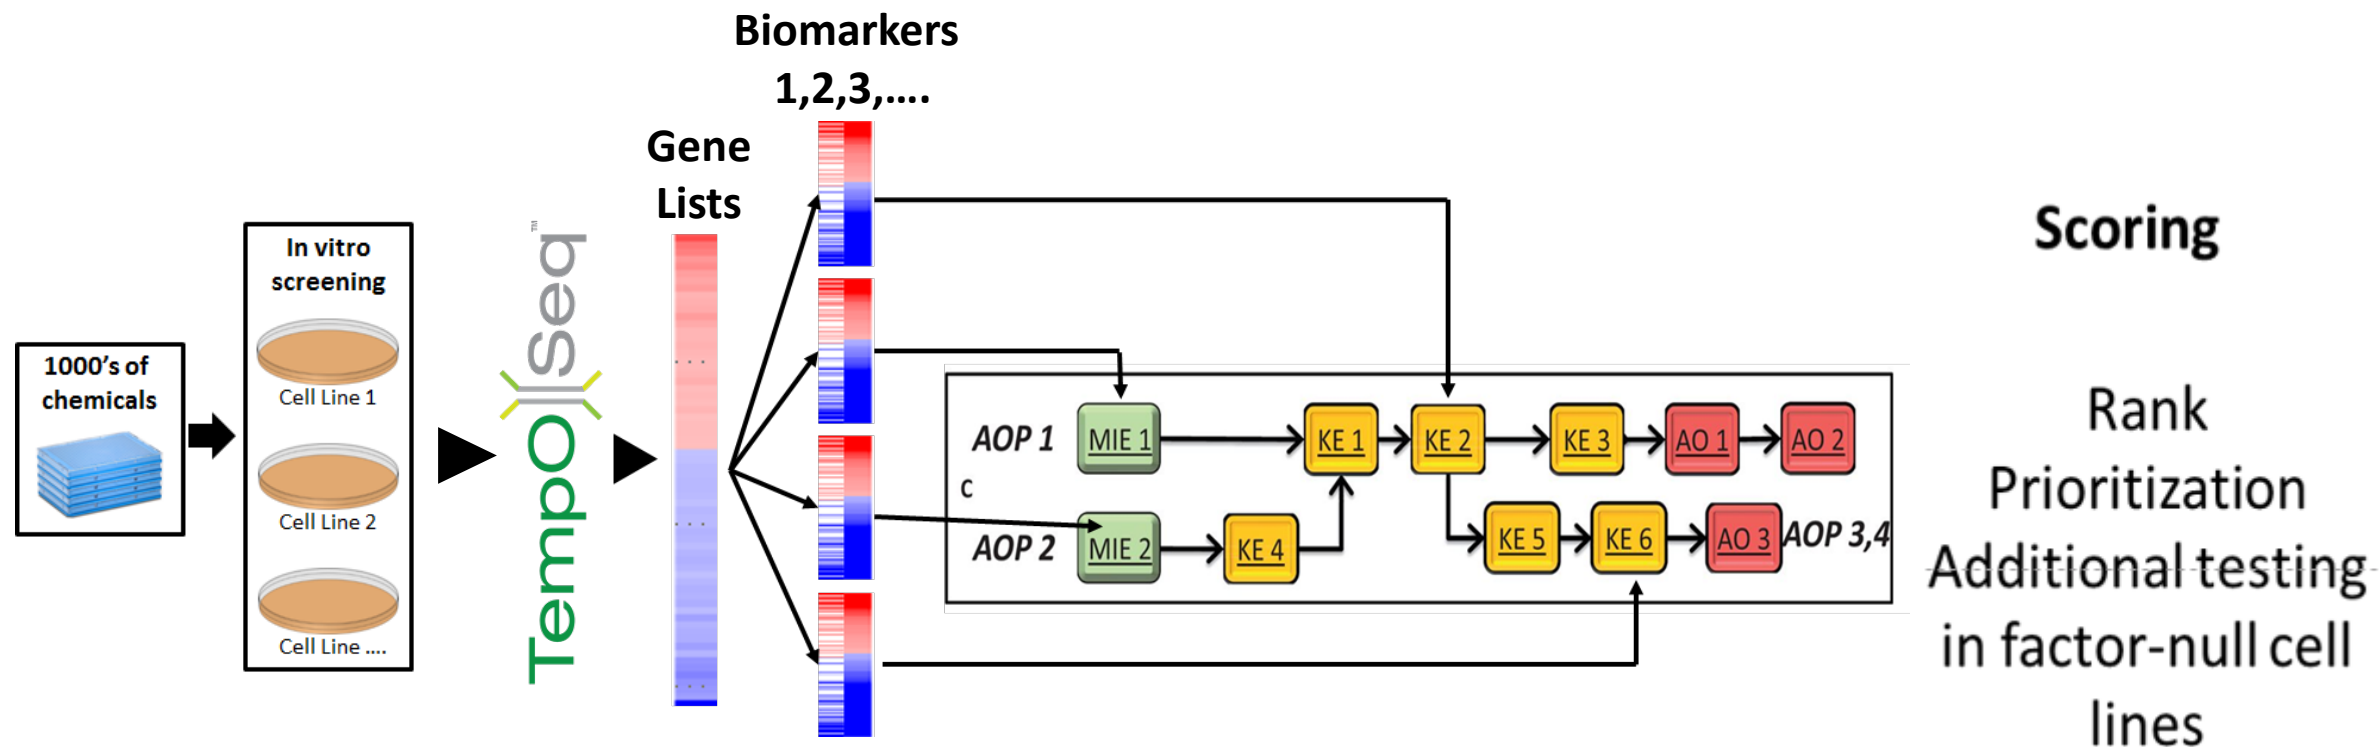 1000's of
chemicals
In vitro
screening
Cell Line 1
Cell Line 2
Cell Line ....
TempO Seq™
Gene
Lists
...
...
...
Biomarkers
1,2,3,....
AOP 1
MIE 1
KE 1
KE 2
KE 3
AO 1
AO 2
c
AOP 2
MIE 2
KE 4
KE 5
KE 6
AO 3
AOP 3,4
Scoring
Rank
Prioritization
Additional testing
in factor-null cell
lines